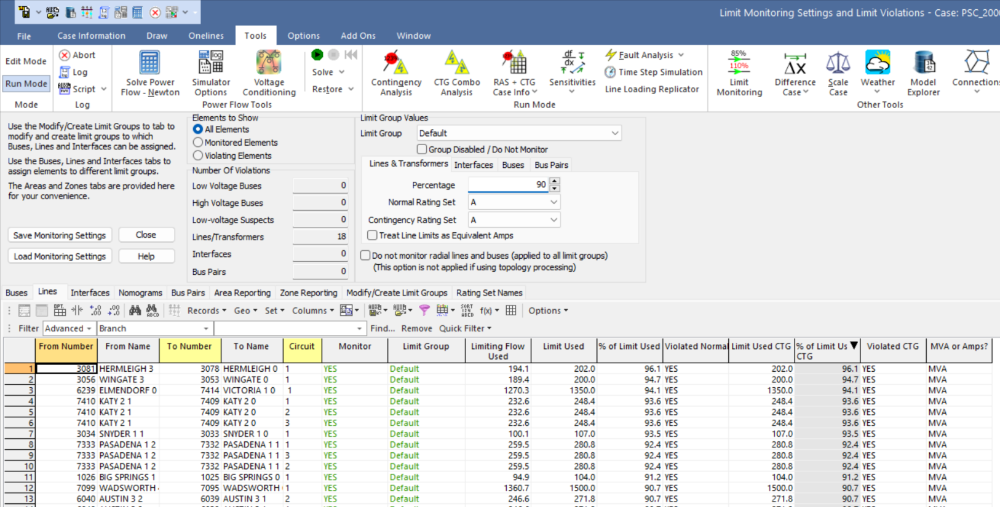 Limit Monitoring Settings and Limit Violations - Case: PSC_200
File Case Information Draw Onelines Tools Options Add Ons Window
Edit Mode
Run Mode
Mode
Abort
Log
Script
Log
Solve Power Flow - Newton
Simulator Options
Voltage Conditioning
Solve
Restore
Power Flow Tools
Contingency Analysis
CTG Combo Analysis
RAS + CTG Case Info
Sensitivities
Fault Analysis
Time Step Simulation
Line Loading Replicator
Run Mode
85%
110%
Limit Monitoring
Difference Case
Scale Case
Weather
Model Explorer
Connections
Other Tools
Use the Modify/Create Limit Groups to tab to
modify and create limit groups to which
Buses, Lines and Interfaces can be assigned.
Use the Buses, Lines and Interfaces tabs to
assign elements to different limit groups.
The Areas and Zones tabs are provided here
for your convenience.
Save Monitoring Settings Close
Load Monitoring Settings Help
Elements to Show
All Elements
Monitored Elements
Violating Elements
Number Of Violations
Low Voltage Buses 0
High Voltage Buses 0
Low-voltage Suspects 0
Lines/Transformers 18
Interfaces 0
Bus Pairs 0
Limit Group Values
Limit Group Default
Group Disabled / Do Not Monitor
Lines & Transformers Interfaces Buses Bus Pairs
Percentage 90
Normal Rating Set A
Contingency Rating Set A
Treat Line Limits as Equivalent Amps
Do not monitor radial lines and buses (applied to all limit groups)
(This option is not applied if using topology processing)
Buses Lines Interfaces Nomograms Bus Pairs Area Reporting Zone Reporting Modify/Create Limit Groups Rating Set Names
Records Geo Set Columns f(x) Options
Filter Advanced Branch Find... Remove Quick Filter
From Number From Name To Number To Name Circuit Monitor Limit Group Limiting Flow Used Limit Used % of Limit Used Violated Normal Limit Used CTG % of Limit Us CTG Violated CTG MVA or Amps?
1 3081 HERMLEIGH 3 3078 HERMLEIGH 0 1 YES Default 194.1 202.0 96.1 YES 202.0 96.1 YES MVA
2 3056 WINGATE 3 3053 WINGATE 0 1 YES Default 189.4 200.0 94.7 YES 200.0 94.7 YES MVA
3 6239 ELMENDORF 0 7414 VICTORIA 1 0 1 YES Default 1270.3 1350.0 94.1 YES 1350.0 94.1 YES MVA
4 7410 KATY 2 1 7409 KATY 2 0 1 YES Default 232.6 248.4 93.6 YES 248.4 93.6 YES MVA
5 7410 KATY 2 1 7409 KATY 2 0 2 YES Default 232.6 248.4 93.6 YES 248.4 93.6 YES MVA
6 7410 KATY 2 1 7409 KATY 2 0 3 YES Default 232.6 248.4 93.6 YES 248.4 93.6 YES MVA
7 3034 SNYDER 1 1 3033 SNYDER 1 0 1 YES Default 100.1 107.0 93.5 YES 107.0 93.5 YES MVA
8 7333 PASADENA 1 2 7332 PASADENA 1 1 1 YES Default 259.5 280.8 92.4 YES 280.8 92.4 YES MVA
9 7333 PASADENA 1 2 7332 PASADENA 1 1 3 YES Default 259.5 280.8 92.4 YES 280.8 92.4 YES MVA
10 7333 PASADENA 1 2 7332 PASADENA 1 1 2 YES Default 259.5 280.8 92.4 YES 280.8 92.4 YES MVA
11 1026 BIG SPRINGS 1 1025 BIG SPRINGS 0 1 YES Default 94.9 104.0 91.2 YES 104.0 91.2 YES MVA
12 7099 WADSWORTH 7095 WADSWORTH 1 YES Default 1360.7 1500.0 90.7 YES 1500.0 90.7 YES MVA
13 6040 AUSTIN 3 2 6039 AUSTIN 3 1 2 YES Default 246.6 271.8 90.7 YES 271.8 90.7 YES MVA